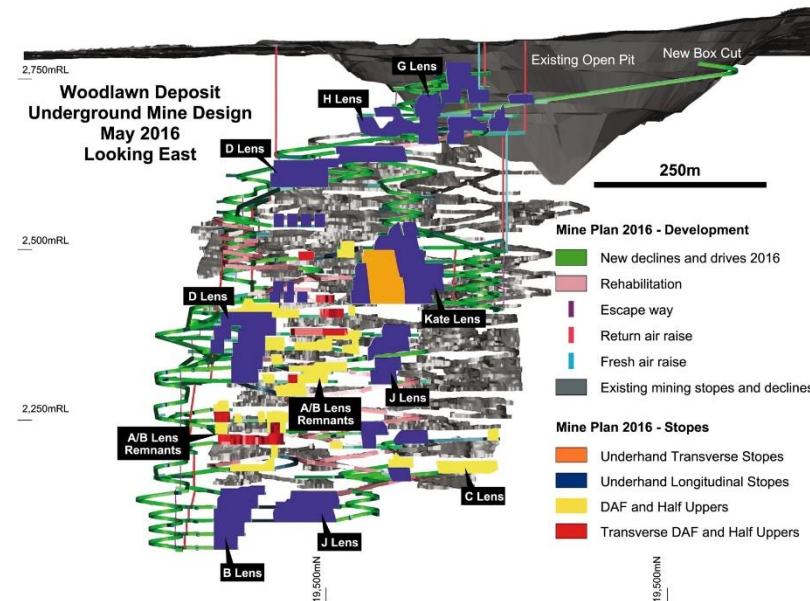 2,750mRL
Woodlawn Deposit
Underground Mine Design
May 2016
Looking East
G Lens
H Lens
D Lens
Existing Open Pit
New Box Cut
250m
2,500mRL
D Lens
Kate Lens
J Lens
A/B Lens
Remnants
2,250mRL
A/B Lens
Remnants
C Lens
J Lens
B Lens
19,500mN
19,500mN
Mine Plan 2016 - Development
New declines and drives 2016
Rehabilitation
Escape way
Return air raise
Fresh air raise
Existing mining stopes and declines
Mine Plan 2016 - Stopes
Underhand Transverse Stopes
Underhand Longitudinal Stopes
DAF and Half Uppers
Transverse DAF and Half Uppers